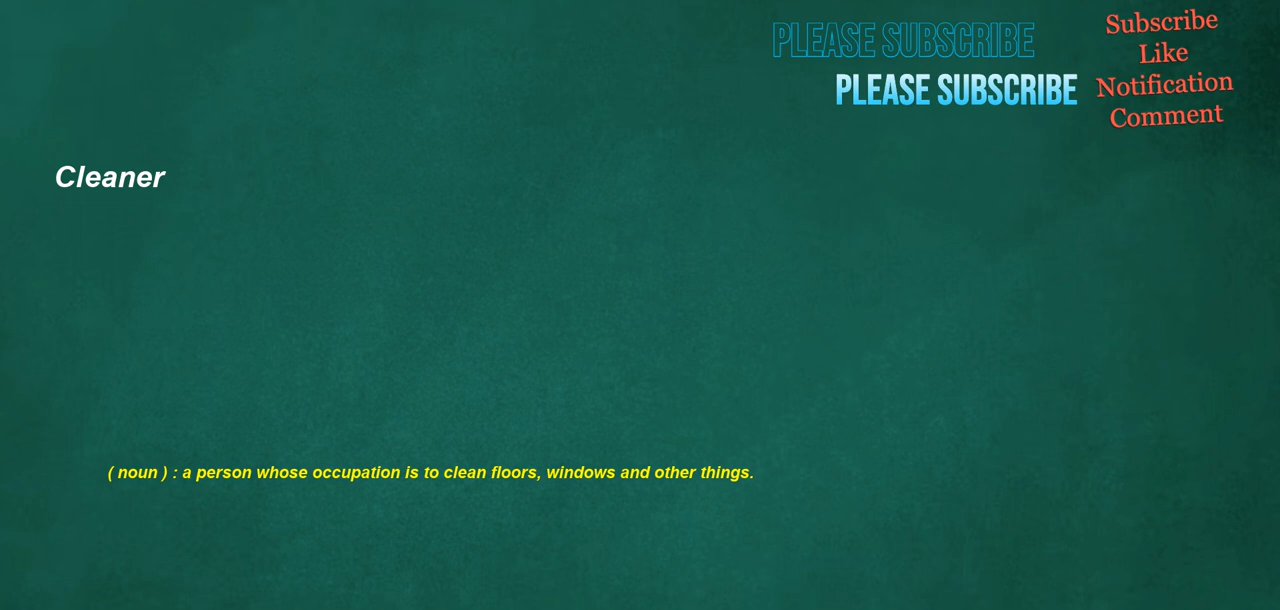 PLEASE SUBSCRIBE
PLEASE SUBSCRIBE
Subscribe
Like
Notification
Comment
Cleaner
( noun ) : a person whose occupation is to clean floors, windows and other things.